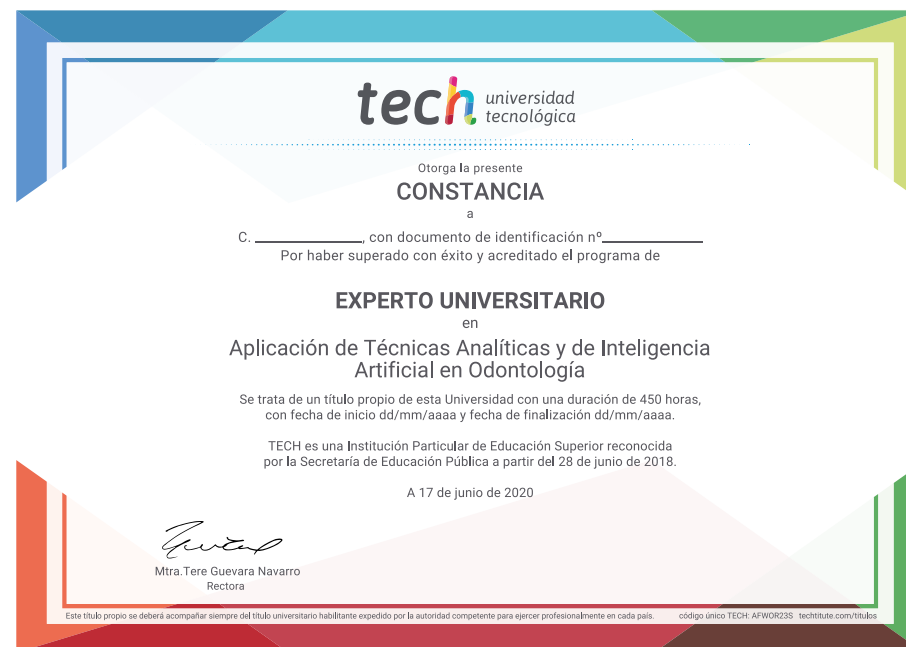 tech universidad
tecnológica
Otorga la presente
CONSTANCIA
a
C. ______________, con documento de identificación nº______________
Por haber superado con éxito y acreditado el programa de
EXPERTO UNIVERSITARIO
en
Aplicación de Técnicas Analíticas y de Inteligencia
Artificial en Odontología
Se trata de un título propio de esta Universidad con una duración de 450 horas,
con fecha de inicio dd/mm/aaaa y fecha de finalización dd/mm/aaaa.
TECH es una Institución Particular de Educación Superior reconocida
por la Secretaría de Educación Pública a partir del 28 de junio de 2018.
A 17 de junio de 2020
Mtra.Tere Guevara Navarro
Rectora
Este título propio se deberá acompañar siempre del título universitario habilitante expedido por la autoridad competente para ejercer profesionalmente en cada país. código único TECH: AFWOR23S techtitute.com/titulos